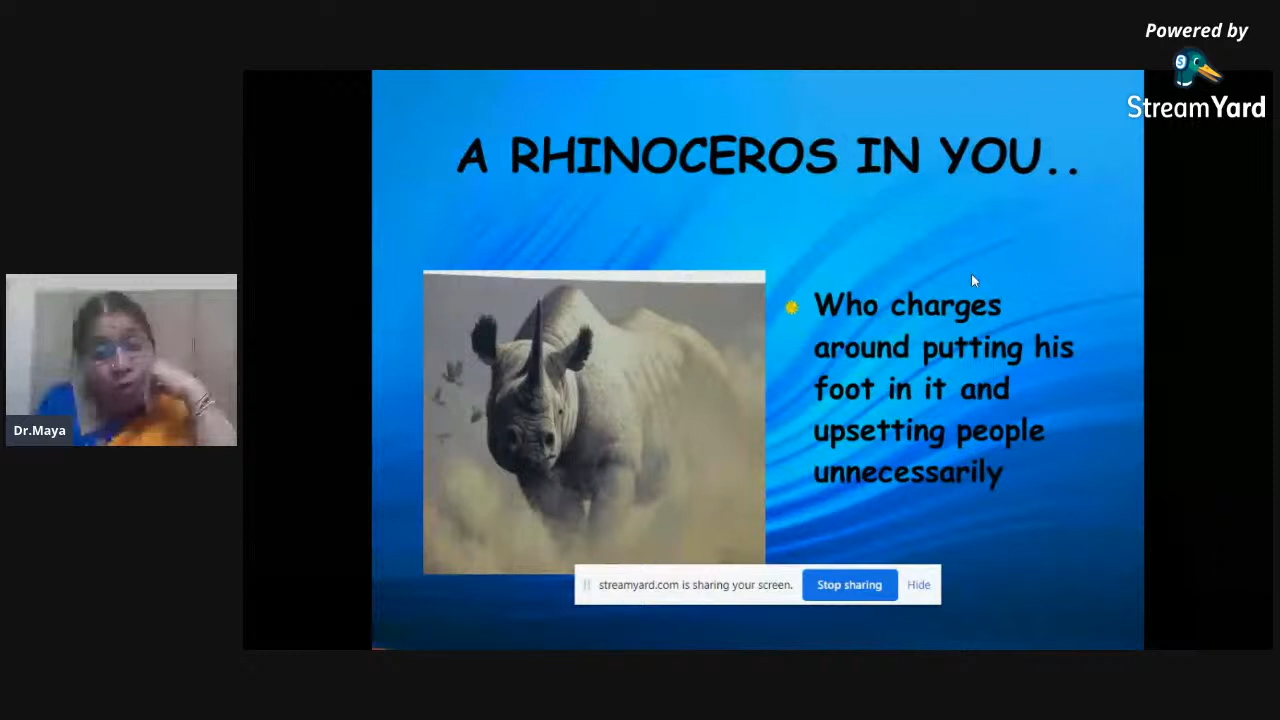 Powered by
StreamYard
A RHINOCEROS IN YOU..
Who charges
around putting his
foot in it and
upsetting people
unnecessarily
Dr.Maya
streamyard.com is sharing your screen. Stop sharing Hide